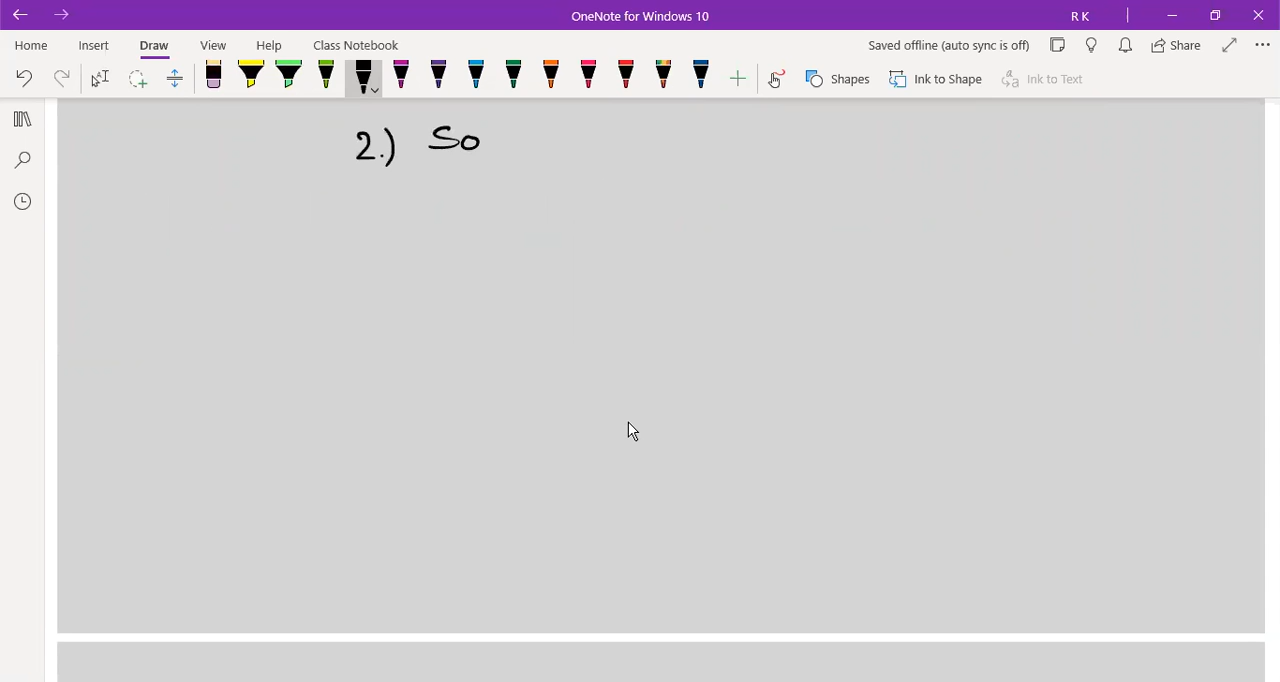 OneNote for Windows 10
R K
Home Insert Draw View Help Class Notebook
Saved offline (auto sync is off) Share
Shapes Ink to Shape Ink to Text
2.) So